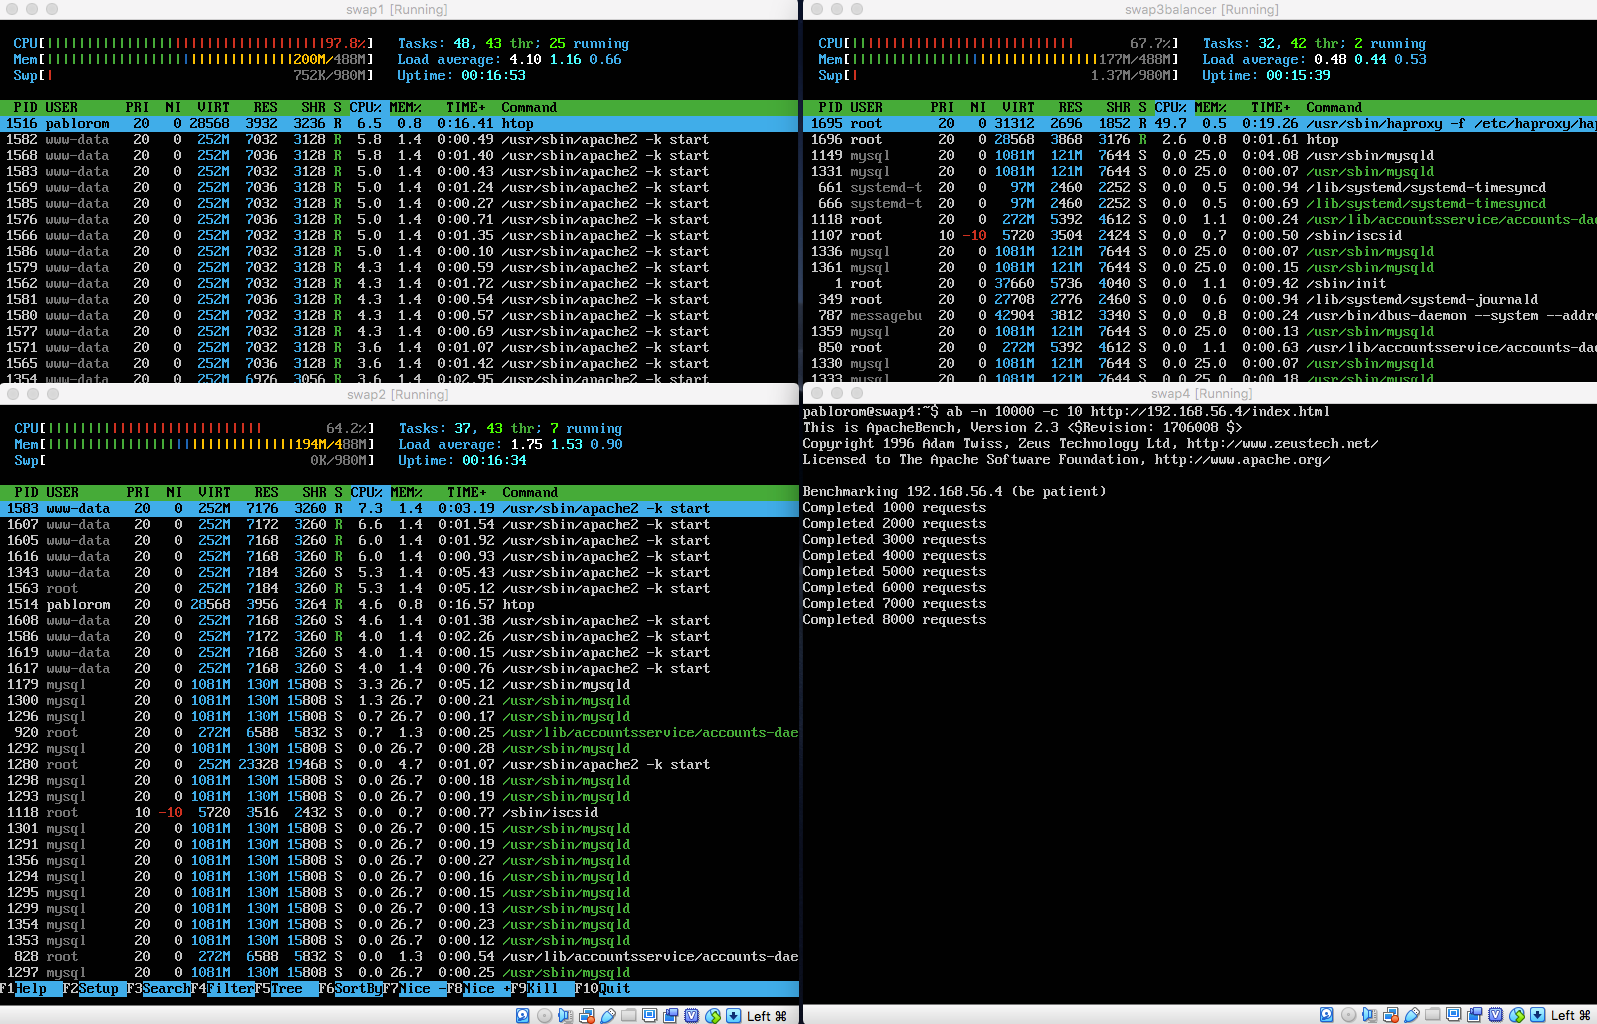 swap1 [Running]
CPU[97.8%] Tasks: 48, 43 thr; 25 running
Mem[200M/488M] Load average: 4.10 1.16 0.66
Swp[752K/980M] Uptime: 00:16:53
PID USER PRI NI VIRT RES SHR S CPU% MEM% TIME+ Command
1516 pablorom 20 0 28568 3932 3236 R 6.5 0.8 0:16.41 htop
1582 www-data 20 0 252M 7032 3128 R 5.8 1.4 0:00.49 /usr/sbin/apache2 -k start
1568 www-data 20 0 252M 7036 3128 R 5.8 1.4 0:01.40 /usr/sbin/apache2 -k start
1583 www-data 20 0 252M 7032 3128 R 5.8 1.4 0:00.43 /usr/sbin/apache2 -k start
1569 www-data 20 0 252M 7036 3128 R 5.0 1.4 0:01.24 /usr/sbin/apache2 -k start
1585 www-data 20 0 252M 7032 3128 R 5.0 1.4 0:00.27 /usr/sbin/apache2 -k start
1576 www-data 20 0 252M 7036 3128 R 5.0 1.4 0:00.71 /usr/sbin/apache2 -k start
1566 www-data 20 0 252M 7032 3128 R 5.0 1.4 0:01.35 /usr/sbin/apache2 -k start
1586 www-data 20 0 252M 7032 3128 R 5.0 1.4 0:00.10 /usr/sbin/apache2 -k start
1579 www-data 20 0 252M 7032 3128 R 4.3 1.4 0:00.59 /usr/sbin/apache2 -k start
1562 www-data 20 0 252M 7032 3128 R 4.3 1.4 0:01.72 /usr/sbin/apache2 -k start
1581 www-data 20 0 252M 7036 3128 R 4.3 1.4 0:00.54 /usr/sbin/apache2 -k start
1580 www-data 20 0 252M 7032 3128 R 4.3 1.4 0:00.57 /usr/sbin/apache2 -k start
1577 www-data 20 0 252M 7032 3128 R 4.3 1.4 0:00.69 /usr/sbin/apache2 -k start
1571 www-data 20 0 252M 7032 3128 R 3.6 1.4 0:01.07 /usr/sbin/apache2 -k start
1565 www-data 20 0 252M 7036 3128 R 3.6 1.4 0:01.42 /usr/sbin/apache2 -k start
1354 www-data 20 0 252M 6976 3056 R 3.6 1.4 0:02.95 /usr/sbin/apache2 -k start
swap3balancer [Running]
CPU[67.7%] Tasks: 32, 42 thr; 2 running
Mem[177M/488M] Load average: 0.48 0.44 0.53
Swp[1.37M/980M] Uptime: 00:15:39
PID USER PRI NI VIRT RES SHR S CPU% MEM% TIME+ Command
1695 root 20 0 31312 2696 1852 R 49.7 0.5 0:19.26 /usr/sbin/haproxy -f /etc/haproxy/hap
1696 root 20 0 28568 3868 3176 R 2.6 0.8 0:01.61 htop
1149 mysql 20 0 1081M 121M 7644 S 0.0 25.0 0:04.08 /usr/sbin/mysqld
1331 mysql 20 0 1081M 121M 7644 S 0.0 25.0 0:00.07 /usr/sbin/mysqld
661 systemd-t 20 0 97M 2460 2252 S 0.0 0.5 0:00.94 /lib/systemd/systemd-timesyncd
666 systemd-t 20 0 97M 2460 2252 S 0.0 0.5 0:00.69 /lib/systemd/systemd-timesyncd
1118 root 20 0 272M 5392 4612 S 0.0 1.1 0:00.24 /usr/lib/accountsservice/accounts-dae
1107 root 10 -10 5720 3504 2424 S 0.0 0.7 0:00.50 /sbin/iscsid
1336 mysql 20 0 1081M 121M 7644 S 0.0 25.0 0:00.07 /usr/sbin/mysqld
1361 mysql 20 0 1081M 121M 7644 S 0.0 25.0 0:00.15 /usr/sbin/mysqld
1 root 20 0 37660 5736 4040 S 0.0 1.1 0:09.42 /sbin/init
349 root 20 0 27708 2776 2460 S 0.0 0.6 0:00.94 /lib/systemd/systemd-journald
787 messagebu 20 0 42904 3812 3340 S 0.0 0.8 0:00.24 /usr/bin/dbus-daemon --system --addre
1359 mysql 20 0 1081M 121M 7644 S 0.0 25.0 0:00.13 /usr/sbin/mysqld
850 root 20 0 272M 5392 4612 S 0.0 1.1 0:00.63 /usr/lib/accountsservice/accounts-dae
1330 mysql 20 0 1081M 121M 7644 S 0.0 25.0 0:00.07 /usr/sbin/mysqld
1333 mysql 20 0 1081M 121M 7644 S 0.0 25.0 0:00.18 /usr/sbin/mysqld
swap2 [Running]
CPU[64.2%] Tasks: 37, 43 thr; 7 running
Mem[194M/488M] Load average: 1.75 1.53 0.90
Swp[0K/980M] Uptime: 00:16:34
PID USER PRI NI VIRT RES SHR S CPU% MEM% TIME+ Command
1583 www-data 20 0 252M 7176 3260 R 7.3 1.4 0:03.19 /usr/sbin/apache2 -k start
1607 www-data 20 0 252M 7172 3260 R 6.6 1.4 0:01.54 /usr/sbin/apache2 -k start
1605 www-data 20 0 252M 7168 3260 R 6.0 1.4 0:01.92 /usr/sbin/apache2 -k start
1616 www-data 20 0 252M 7168 3260 R 6.0 1.4 0:00.93 /usr/sbin/apache2 -k start
1343 www-data 20 0 252M 7184 3260 S 5.3 1.4 0:05.43 /usr/sbin/apache2 -k start
1563 root 20 0 252M 7184 3260 R 5.3 1.4 0:05.12 /usr/sbin/apache2 -k start
1514 pablorom 20 0 28568 3956 3264 R 4.6 0.8 0:16.57 htop
1608 www-data 20 0 252M 7168 3260 S 4.6 1.4 0:01.38 /usr/sbin/apache2 -k start
1586 www-data 20 0 252M 7172 3260 R 4.0 1.4 0:02.26 /usr/sbin/apache2 -k start
1619 www-data 20 0 252M 7168 3260 S 4.0 1.4 0:00.15 /usr/sbin/apache2 -k start
1617 www-data 20 0 252M 7168 3260 S 4.0 1.4 0:00.76 /usr/sbin/apache2 -k start
1179 mysql 20 0 1081M 130M 15808 S 3.3 26.7 0:05.12 /usr/sbin/mysqld
1300 mysql 20 0 1081M 130M 15808 S 1.3 26.7 0:00.21 /usr/sbin/mysqld
1296 mysql 20 0 1081M 130M 15808 S 0.7 26.7 0:00.17 /usr/sbin/mysqld
920 root 20 0 272M 6588 5832 S 0.7 1.3 0:00.25 /usr/lib/accountsservice/accounts-dae
1292 mysql 20 0 1081M 130M 15808 S 0.0 26.7 0:00.28 /usr/sbin/mysqld
1280 root 20 0 252M 23328 19468 S 0.0 4.7 0:01.07 /usr/sbin/apache2 -k start
1298 mysql 20 0 1081M 130M 15808 S 0.0 26.7 0:00.18 /usr/sbin/mysqld
1293 mysql 20 0 1081M 130M 15808 S 0.0 26.7 0:00.19 /usr/sbin/mysqld
1118 root 10 -10 5720 3516 2432 S 0.0 0.7 0:00.77 /sbin/iscsid
1301 mysql 20 0 1081M 130M 15808 S 0.0 26.7 0:00.15 /usr/sbin/mysqld
1291 mysql 20 0 1081M 130M 15808 S 0.0 26.7 0:00.19 /usr/sbin/mysqld
1356 mysql 20 0 1081M 130M 15808 S 0.0 26.7 0:00.27 /usr/sbin/mysqld
1294 mysql 20 0 1081M 130M 15808 S 0.0 26.7 0:00.16 /usr/sbin/mysqld
1295 mysql 20 0 1081M 130M 15808 S 0.0 26.7 0:00.15 /usr/sbin/mysqld
1299 mysql 20 0 1081M 130M 15808 S 0.0 26.7 0:00.13 /usr/sbin/mysqld
1354 mysql 20 0 1081M 130M 15808 S 0.0 26.7 0:00.23 /usr/sbin/mysqld
1353 mysql 20 0 1081M 130M 15808 S 0.0 26.7 0:00.12 /usr/sbin/mysqld
828 root 20 0 272M 6588 5832 S 0.0 1.3 0:00.54 /usr/lib/accountsservice/accounts-dae
1297 mysql 20 0 1081M 130M 15808 S 0.0 26.7 0:00.25 /usr/sbin/mysqld
F1Help F2Setup F3SearchF4FilterF5Tree F6SortByF7Nice -F8Nice +F9Kill F10Quit
Left ⌘
swap4 [Running]
pablorom@swap4:~$ ab -n 10000 -c 10 http://192.168.56.4/index.html
This is ApacheBench, Version 2.3 <$Revision: 1706008 $>
Copyright 1996 Adam Twiss, Zeus Technology Ltd, http://www.zeustech.net/
Licensed to The Apache Software Foundation, http://www.apache.org/
Benchmarking 192.168.56.4 (be patient)
Completed 1000 requests
Completed 2000 requests
Completed 3000 requests
Completed 4000 requests
Completed 5000 requests
Completed 6000 requests
Completed 7000 requests
Completed 8000 requests
Left ⌘